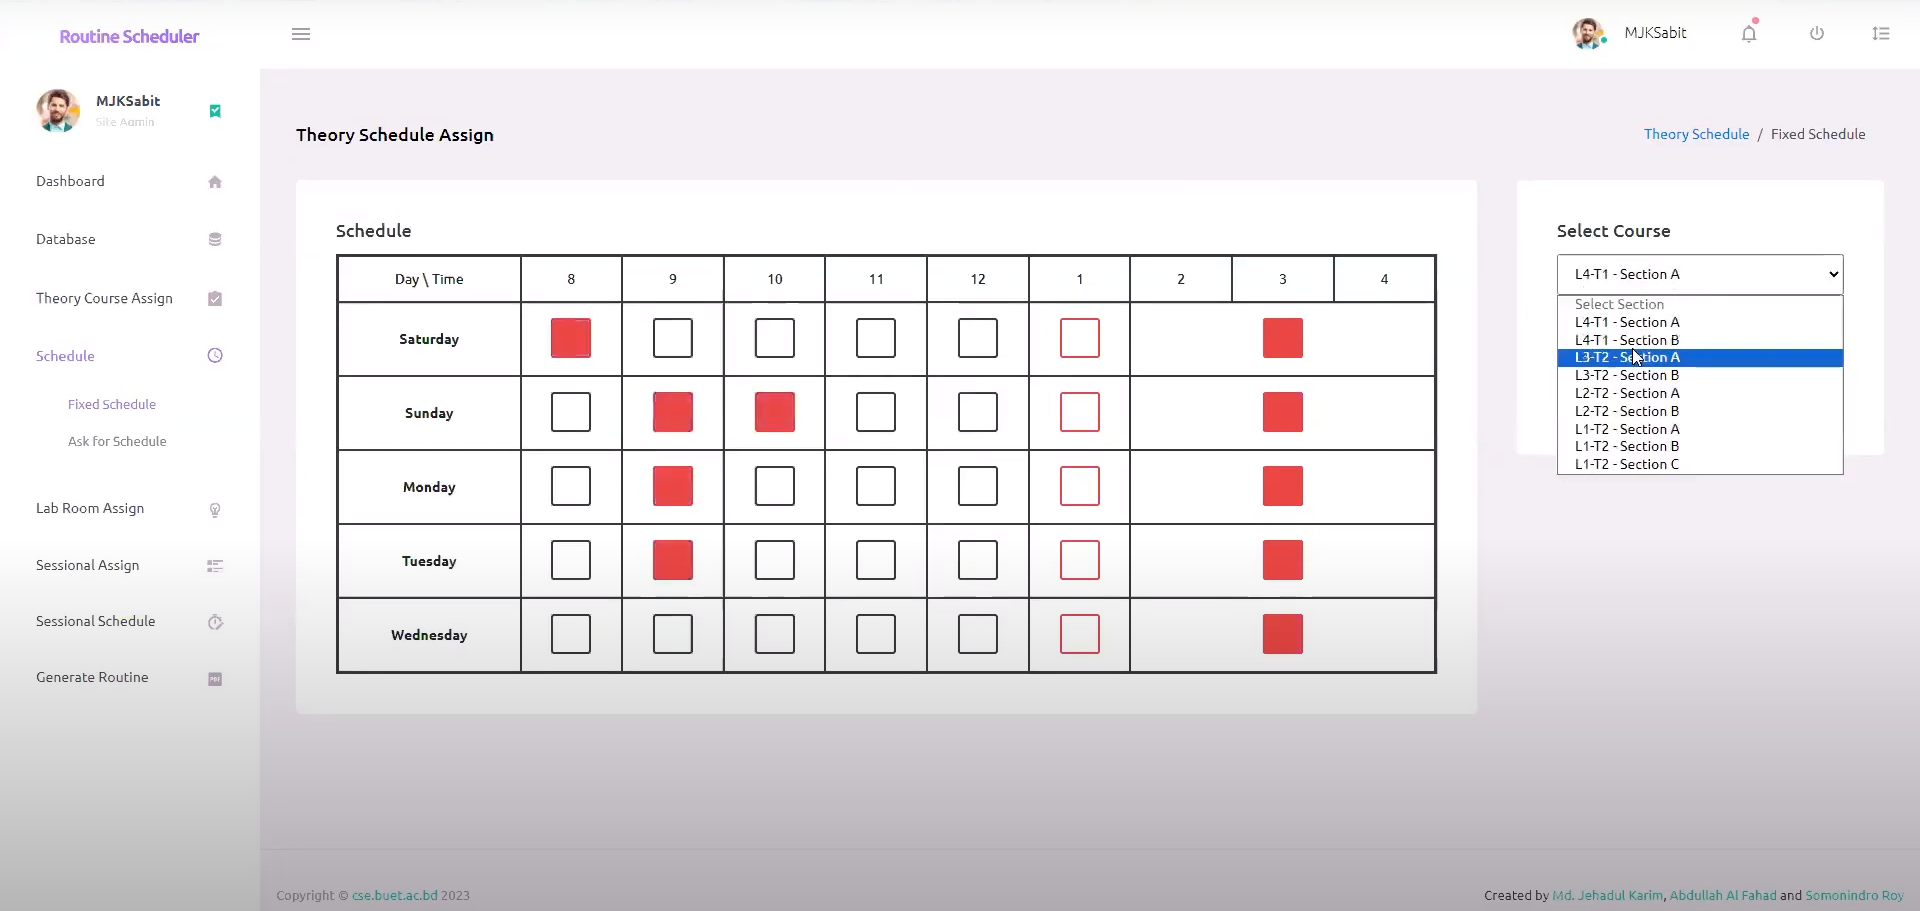 Routine Scheduler
MJKSabit
MJKSabit
Site Admin
Dashboard
Database
Theory Course Assign
Schedule
Fixed Schedule
Ask for Schedule
Lab Room Assign
Sessional Assign
Sessional Schedule
Generate Routine
PDF
Theory Schedule Assign
Theory Schedule / Fixed Schedule
Schedule
Day \ Time 8 9 10 11 12 1 2 3 4
Saturday
Sunday
Monday
Tuesday
Wednesday
Select Course
L4-T1 - Section A
Select Section
L4-T1 - Section A
L4-T1 - Section B
L3-T2 - Section A
L3-T2 - Section B
L2-T2 - Section A
L2-T2 - Section B
L1-T2 - Section A
L1-T2 - Section B
L1-T2 - Section C
Copyright © cse.buet.ac.bd 2023
Created by Md. Jehadul Karim, Abdullah Al Fahad and Somonindro Roy